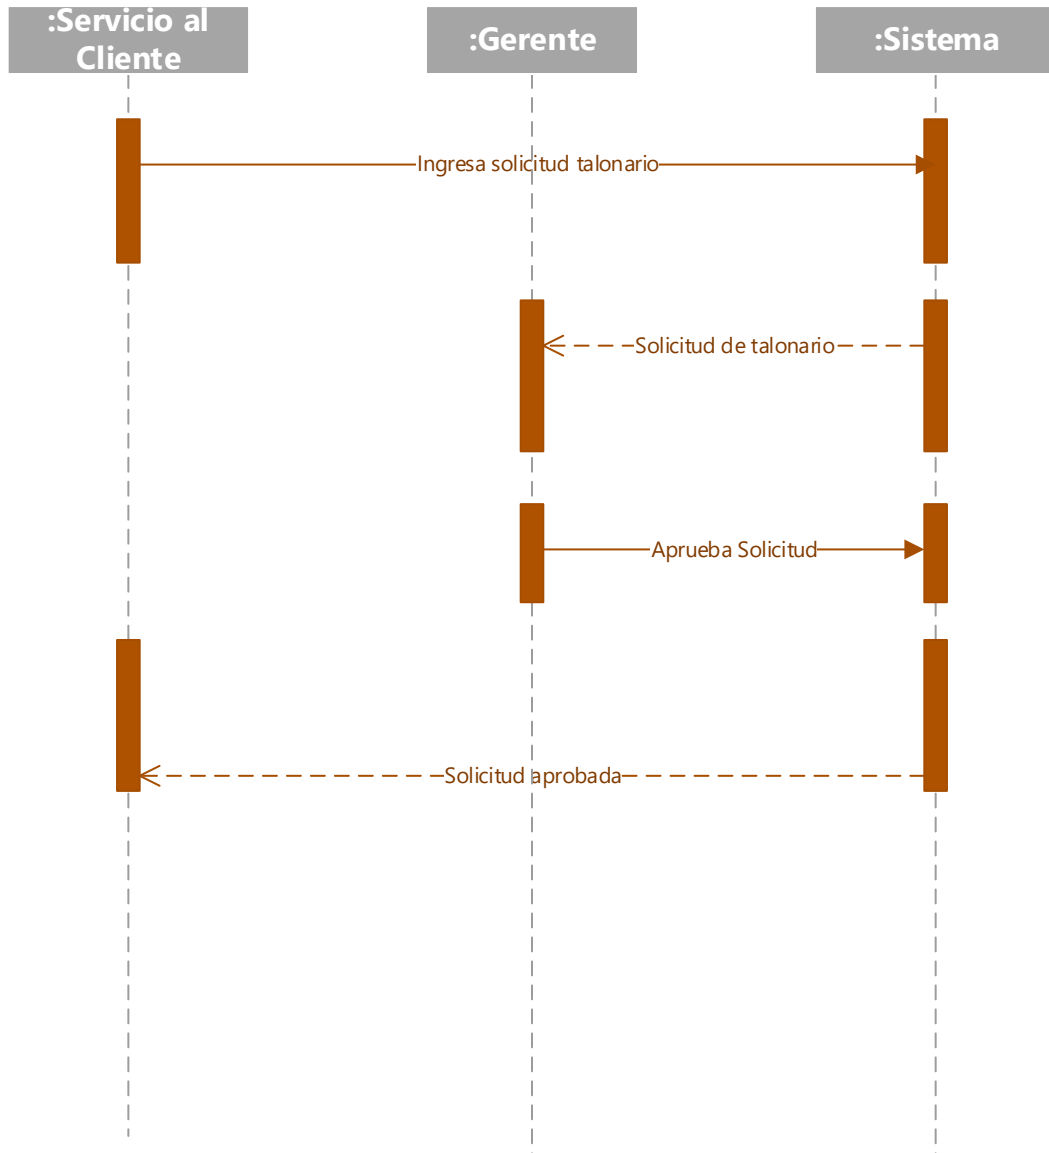 :Servicio al
Cliente
:Gerente
:Sistema
Ingresa solicitud talonario
Solicitud de talonario
Aprueba Solicitud
Solicitud aprobada